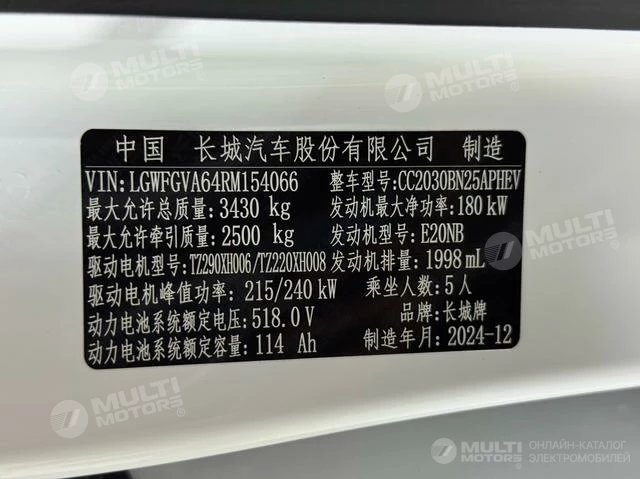 MULTI MOTORS
MULTI MOTORS
中国 长城汽车股份有限公司 制造
VIN:LGWFGVA64RM154066 整车型号:CC2030BN25APHEV
最大允许总质量:3430 kg 发动机最大净功率:180 kW
最大允许牵引质量:2500 kg 发动机型号:E20NB
驱动电机型号:TZ290XH006/TZ220XH008 发动机排量:1998 mL
驱动电机峰值功率:215/240 kW 乘坐人数:5人
动力电池系统额定电压:518.0 V 品牌:长城牌
动力电池系统额定容量:114 Ah 制造年月:2024-12
MULTI MOTORS
MULTI MOTORS ОНЛАЙН-КАТАЛОГ ЭЛЕКТРОМОБИЛЕЙ